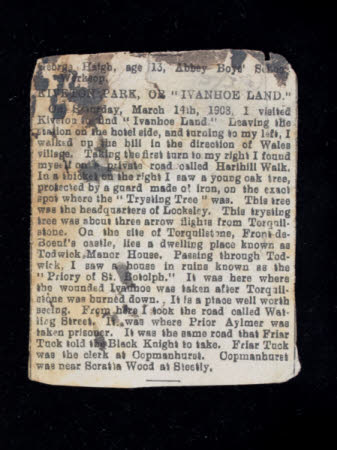 George Haigh, age 13, Abbey Boys' School,
Worksop.
KIVETON PARK, OR "IVANHOE LAND."
On Saturday, March 14th, 1908, I visited
Kiveton to find "Ivanhoe Land." Leaving the
station on the hotel side, and turning to my left, I
walked up the hill in the direction of Wales
village. Taking the first turn to my right I found
myself on a private road called Harthill Walk.
In a thicket on the right I saw a young oak tree,
protected by a guard made of iron, on the exact
spot where the "Trysting Tree" was. This tree
was the headquarters of Locksley. This trysting
tree was about three arrow flights from Torquil-
stone. On the site of Torquilstone, Front-de-
Bœuf's castle, lies a dwelling place known as
Todwick Manor House. Passing through Tod-
wick, I saw a house in ruins known as the
"Priory of St. Botolph." It was here where
the wounded Ivanhoe was taken after Torquil-
stone was burned down. It is a place well worth
seeing. From here I took the road called Wat-
ling Street. It was where Prior Aylmer was
taken prisoner. It was the same road that Friar
Tuck told the Black Knight to take. Friar Tuck
was the clerk at Copmanhurst. Copmanhurst
was near Scratta Wood at Steetly.